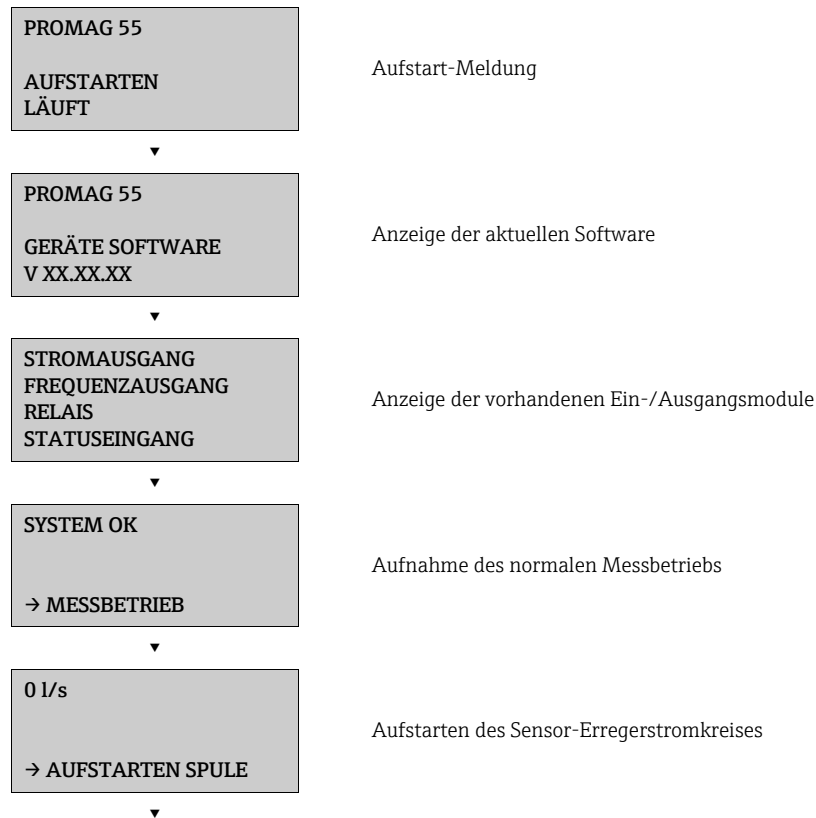 PROMAG 55
AUFSTARTEN
LÄUFT
Aufstart-Meldung
▼
PROMAG 55
GERÄTE SOFTWARE
V XX.XX.XX
Anzeige der aktuellen Software
▼
STROMAUSGANG
FREQUENZAUSGANG
RELAIS
STATUSEINGANG
Anzeige der vorhandenen Ein-/Ausgangsmodule
▼
SYSTEM OK
→ MESSBETRIEB
Aufnahme des normalen Messbetriebs
▼
0 l/s
→ AUFSTARTEN SPULE
Aufstarten des Sensor-Erregerstromkreises
▼